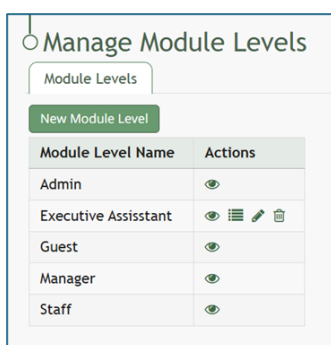 Manage Module Levels
Module Levels
New Module Level
Module Level Name Actions
Admin
Executive Assisstant
Guest
Manager
Staff